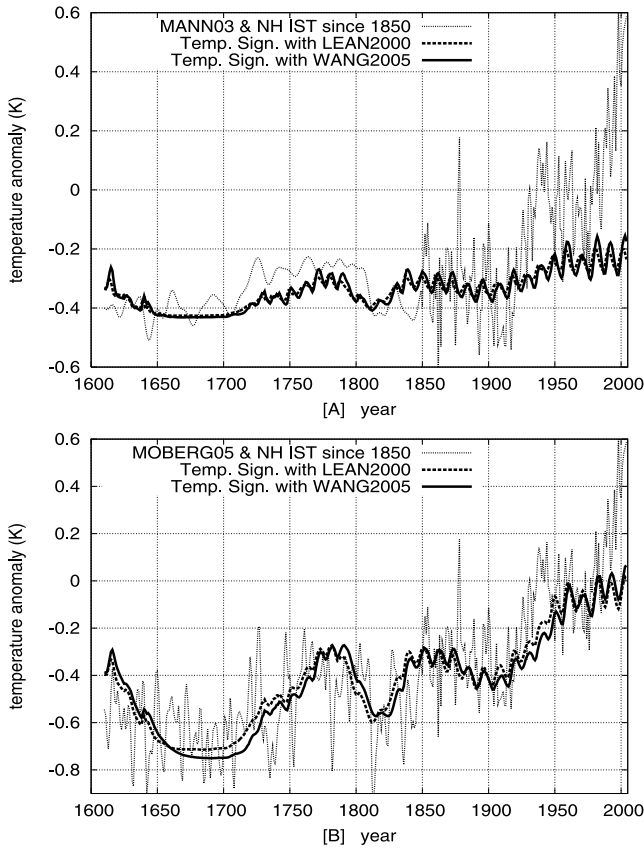 MANN03 & NH IST since 1850
Temp. Sign. with LEAN2000
Temp. Sign. with WANG2005
temperature anomaly (K)
0.6
0.4
0.2
0
-0.2
-0.4
-0.6
1600 1650 1700 1750 1800 1850 1900 1950 2000
[A] year
MOBERG05 & NH IST since 1850
Temp. Sign. with LEAN2000
Temp. Sign. with WANG2005
temperature anomaly (K)
0.6
0.4
0.2
0
-0.2
-0.4
-0.6
-0.8
1600 1650 1700 1750 1800 1850 1900 1950 2000
[B] year